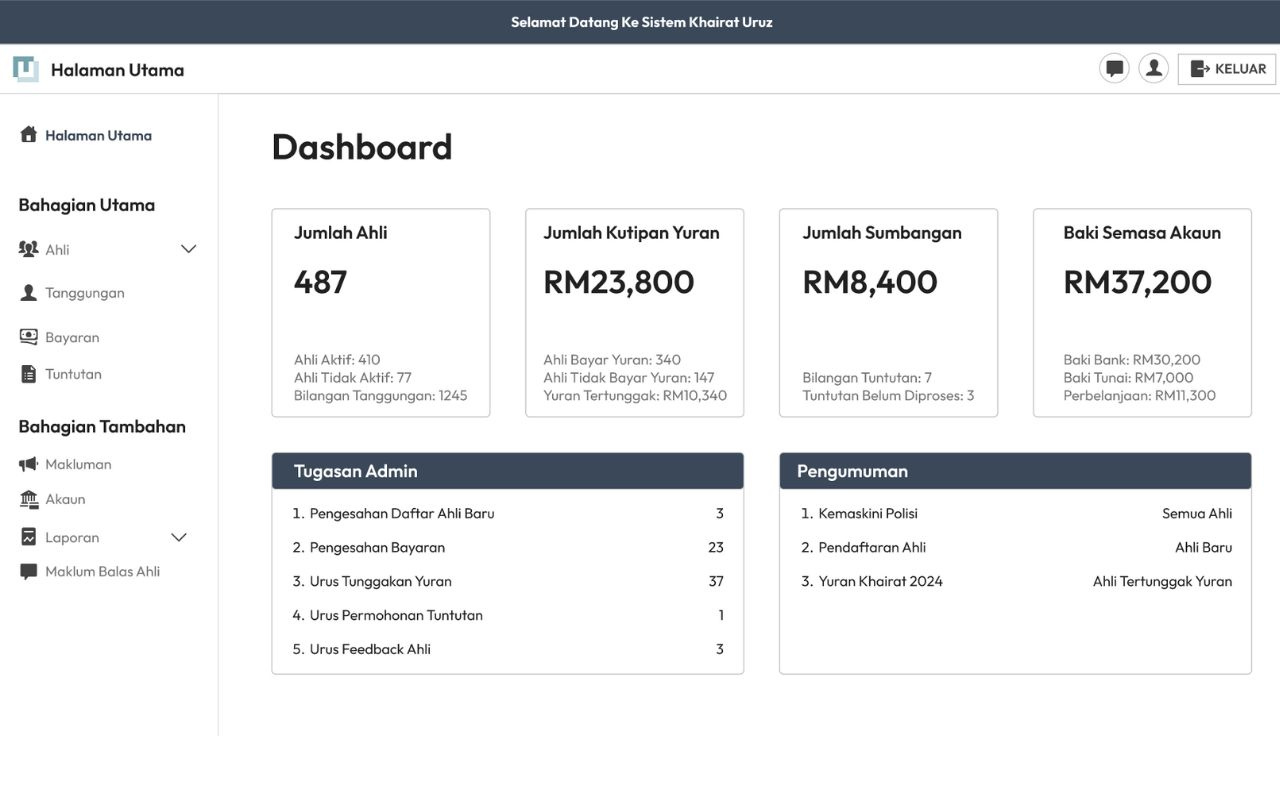 Selamat Datang Ke Sistem Khairat Uruz
Halaman Utama
KELUAR
Halaman Utama
Bahagian Utama
Ahli
Tanggungan
Bayaran
Tuntutan
Bahagian Tambahan
Makluman
Akaun
Laporan
Maklum Balas Ahli
Dashboard
Jumlah Ahli
487
Ahli Aktif: 410
Ahli Tidak Aktif: 77
Bilangan Tanggungan: 1245
Jumlah Kutipan Yuran
RM23,800
Ahli Bayar Yuran: 340
Ahli Tidak Bayar Yuran: 147
Yuran Tertunggak: RM10,340
Jumlah Sumbangan
RM8,400
Bilangan Tuntutan: 7
Tuntutan Belum Diproses: 3
Baki Semasa Akaun
RM37,200
Baki Bank: RM30,200
Baki Tunai: RM7,000
Perbelanjaan: RM11,300
Tugasan Admin
1. Pengesahan Daftar Ahli Baru 3
2. Pengesahan Bayaran 23
3. Urus Tunggakan Yuran 37
4. Urus Permohonan Tuntutan 1
5. Urus Feedback Ahli 3
Pengumuman
1. Kemaskini Polisi Semua Ahli
2. Pendaftaran Ahli Ahli Baru
3. Yuran Khairat 2024 Ahli Tertunggak Yuran